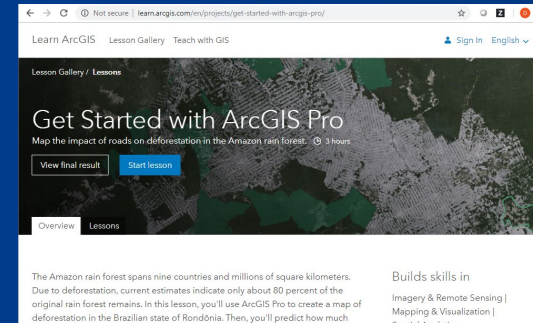 Not secure | learn.arcgis.com/en/projects/get-started-with-arcgis-pro/
Learn ArcGIS Lesson Gallery Teach with GIS Sign In English
Lesson Gallery / Lessons
Get Started with ArcGIS Pro
Map the impact of roads on deforestation in the Amazon rain forest. 3 hours
View final result Start lesson
Overview Lessons
The Amazon rain forest spans nine countries and millions of square kilometers.
Due to deforestation, current estimates indicate only about 80 percent of the
original rain forest remains. In this lesson, you'll use ArcGIS Pro to create a map of
deforestation in the Brazilian state of Rondônia. Then, you'll predict how much
Builds skills in
Imagery & Remote Sensing |
Mapping & Visualization |